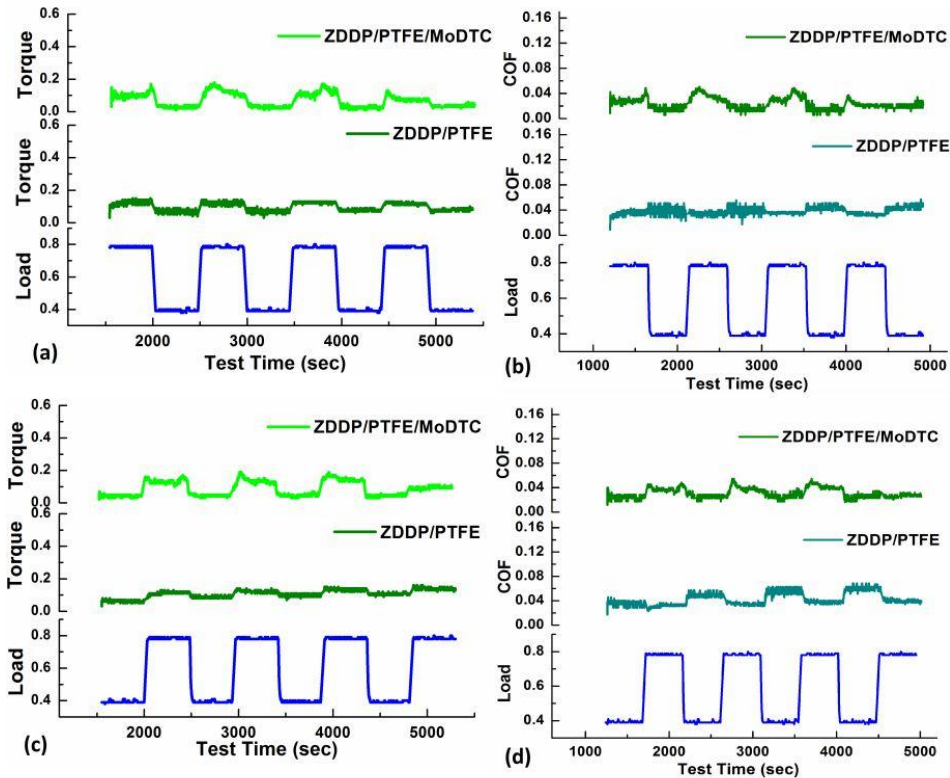 0.6
0.4
0.2
0.0
Torque
ZDDP/PTFE/MoDTC
0.6
0.4
0.2
0.0
Torque
ZDDP/PTFE
0.8
0.6
0.4
Load
2000 3000 4000 5000
Test Time (sec)
(a)
0.16
0.12
0.08
0.04
0.00
COF
ZDDP/PTFE/MoDTC
0.16
0.12
0.08
0.04
0.00
COF
ZDDP/PTFE
0.8
0.6
0.4
Load
1000 2000 3000 4000 5000
Test Time (sec)
(b)
0.6
0.4
0.2
0.0
Torque
ZDDP/PTFE/MoDTC
0.6
0.4
0.2
0.0
Torque
ZDDP/PTFE
0.8
0.6
0.4
Load
2000 3000 4000 5000
Test Time (sec)
(c)
0.16
0.12
0.08
0.04
0.00
COF
ZDDP/PTFE/MoDTC
0.16
0.12
0.08
0.04
0.00
COF
ZDDP/PTFE
0.8
0.6
0.4
Load
1000 2000 3000 4000 5000
Test Time (sec)
(d)